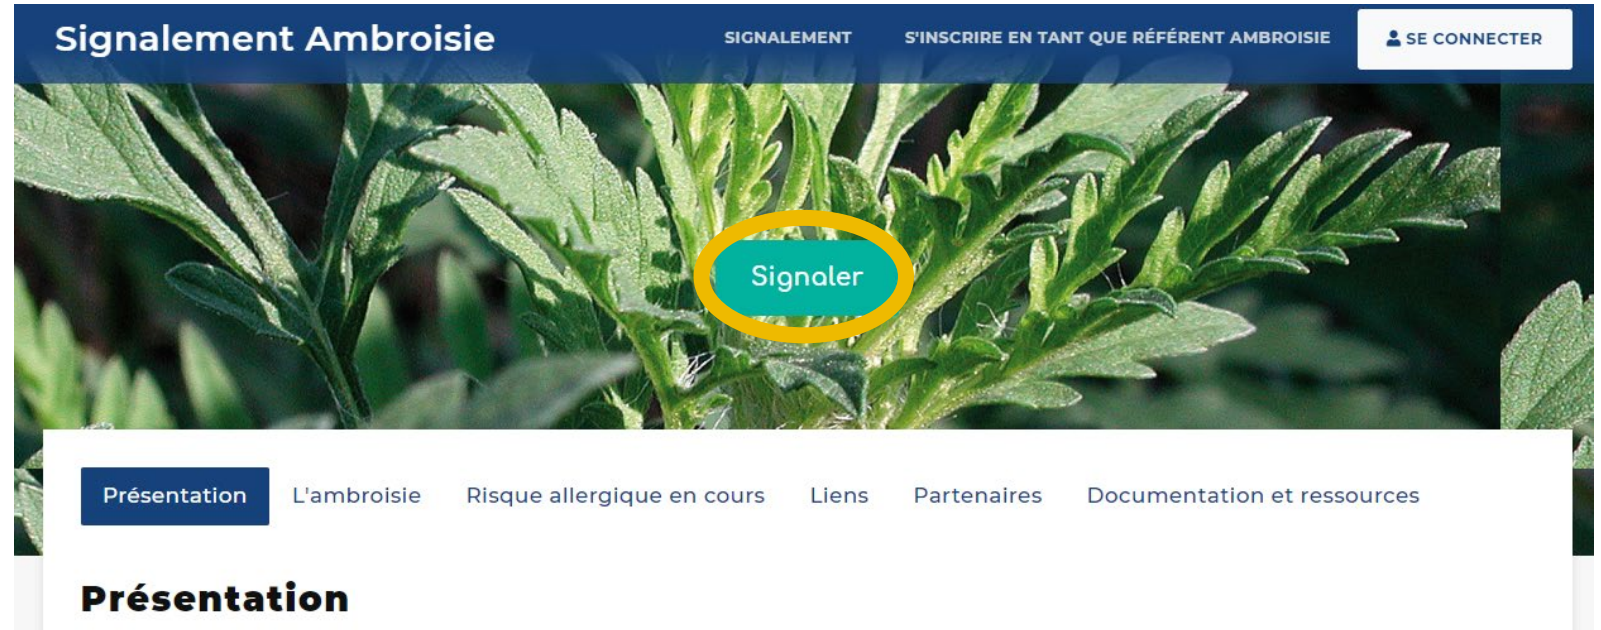 Signalement Ambroisie
SIGNALEMENT
S'INSCRIRE EN TANT QUE RÉFÉRENT AMBROISIE
SE CONNECTER
Signaler
Présentation
L'ambroisie
Risque allergique en cours
Liens
Partenaires
Documentation et ressources
Présentation